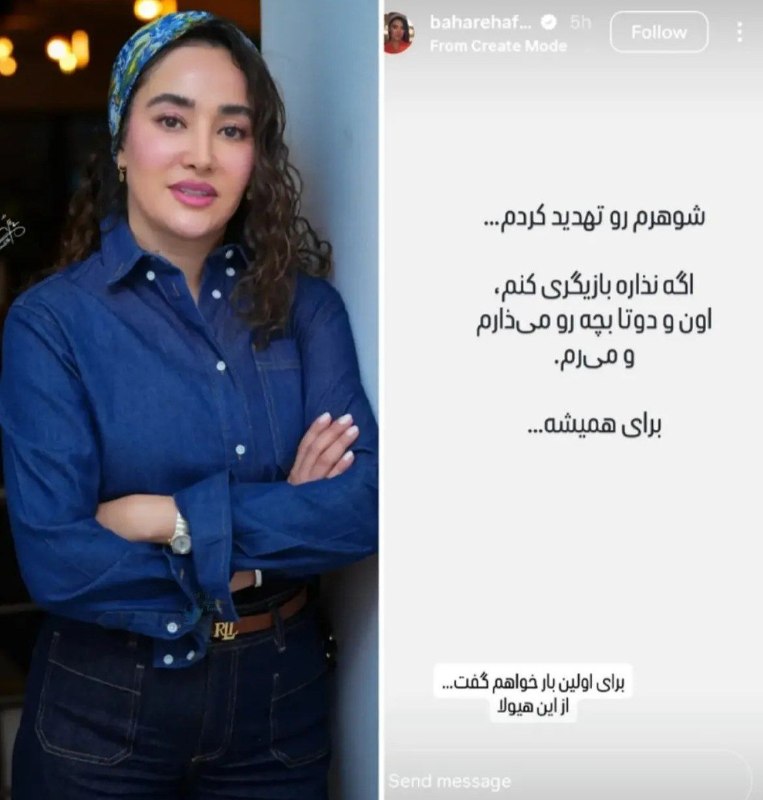 baharehaf... 5h
Follow
From Create Mode
شوهرم رو تهدید کردم...
اگه نذاره بازیگری کنم،
اون و دوتا بچه رو می‌ذارم
و می‌رم.
برای همیشه...
برای اولین بار خواهم گفت...
از این هیولا
Send message
RLL